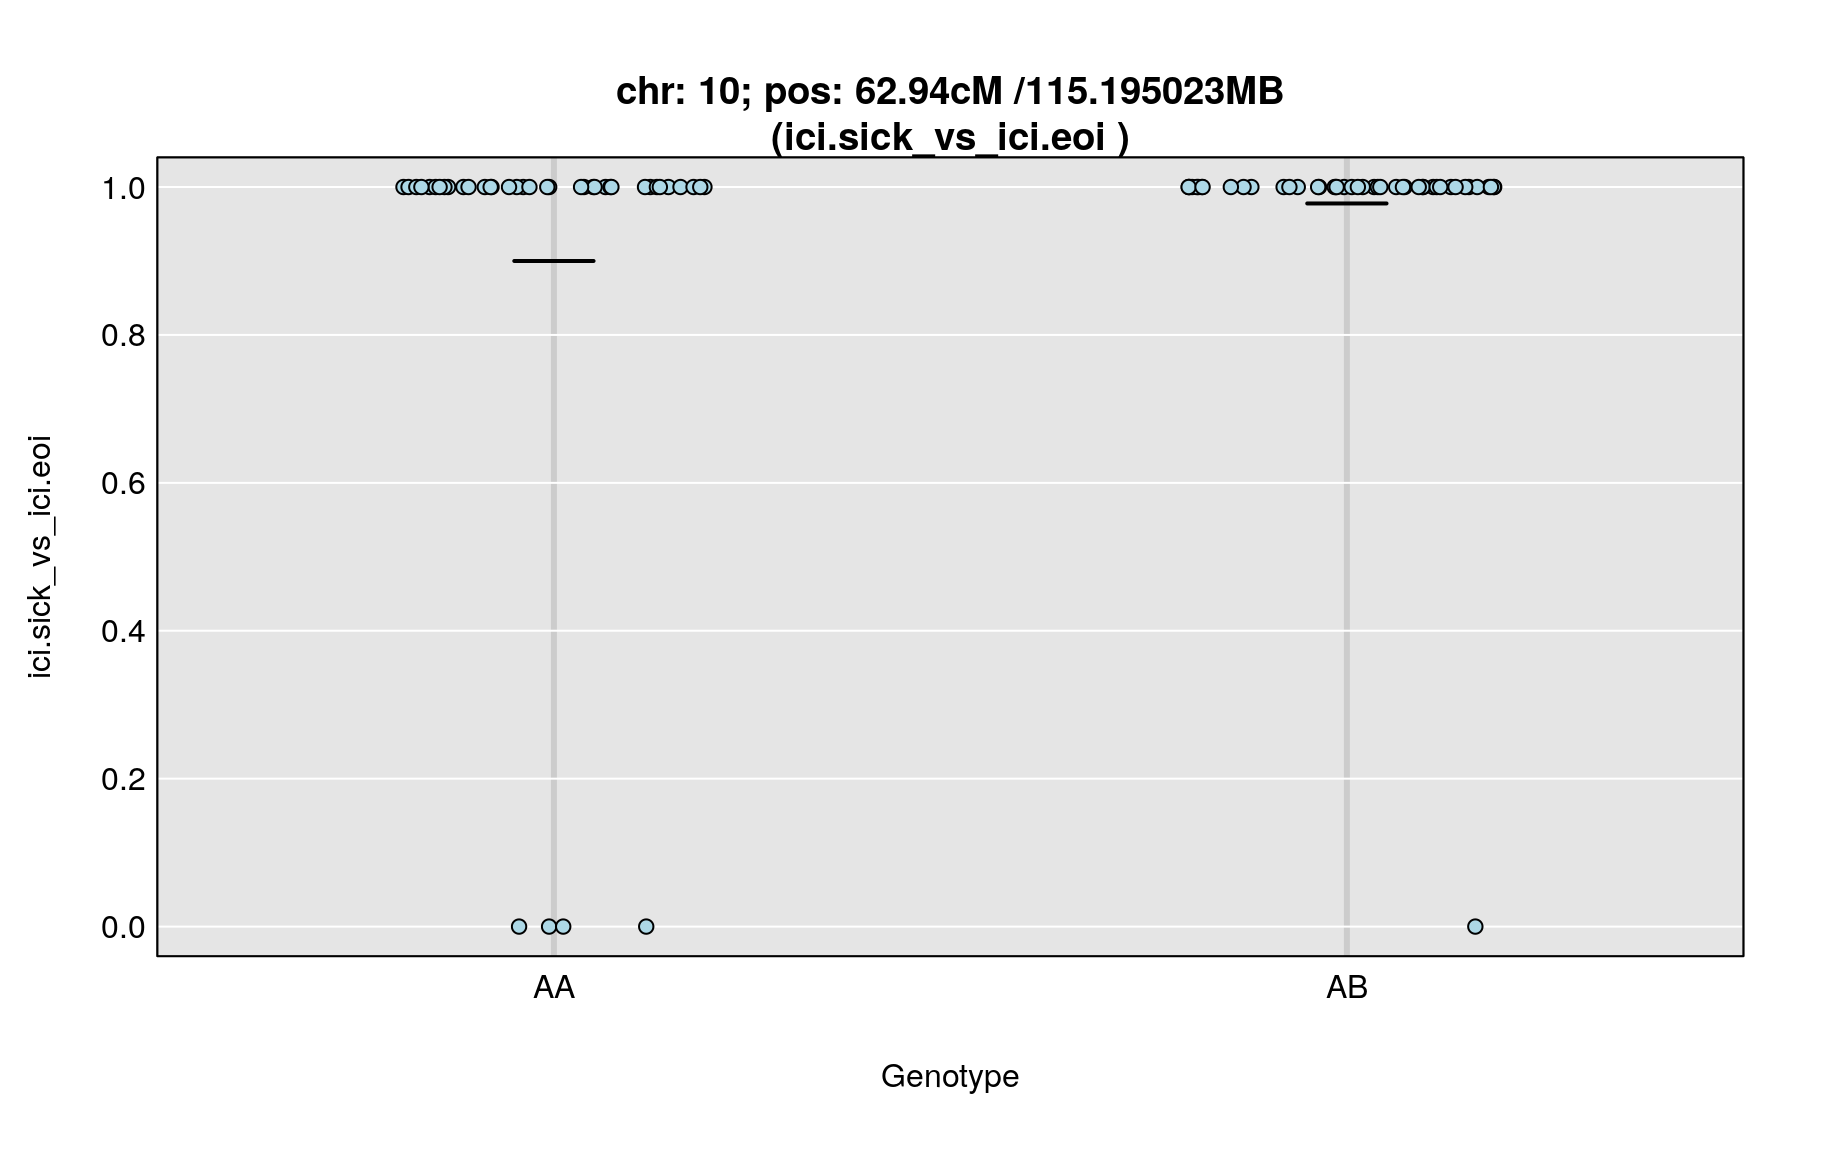 chr: 10; pos: 62.94cM /115.195023MB
(ici.sick_vs_ici.eoi )
1.0
0.8
0.6
0.4
0.2
0.0
ici.sick_vs_ici.eoi
AA AB
Genotype